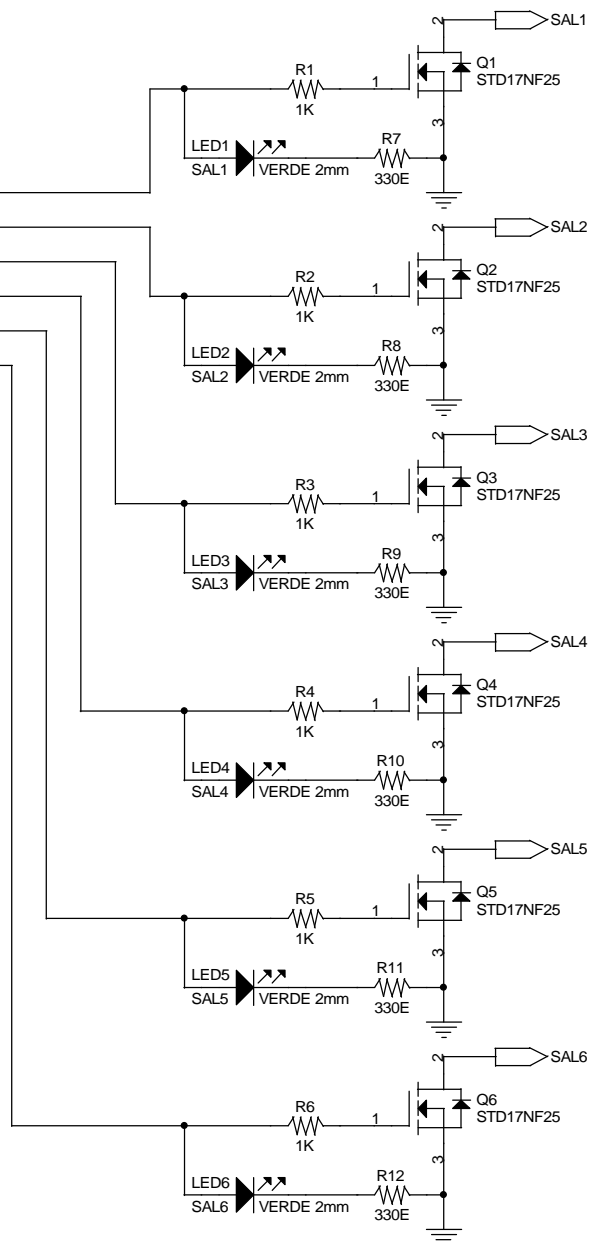 2
SAL1
R1
1
Q1
STD17NF25
1K
3
LED1
R7
SAL1
VERDE 2mm
330E
2
SAL2
R2
1
Q2
STD17NF25
1K
3
LED2
R8
SAL2
VERDE 2mm
330E
2
SAL3
R3
1
Q3
STD17NF25
1K
3
LED3
R9
SAL3
VERDE 2mm
330E
2
SAL4
R4
1
Q4
STD17NF25
1K
3
LED4
R10
SAL4
VERDE 2mm
330E
2
SAL5
R5
1
Q5
STD17NF25
1K
3
LED5
R11
SAL5
VERDE 2mm
330E
2
SAL6
R6
1
Q6
STD17NF25
1K
3
LED6
R12
SAL6
VERDE 2mm
330E